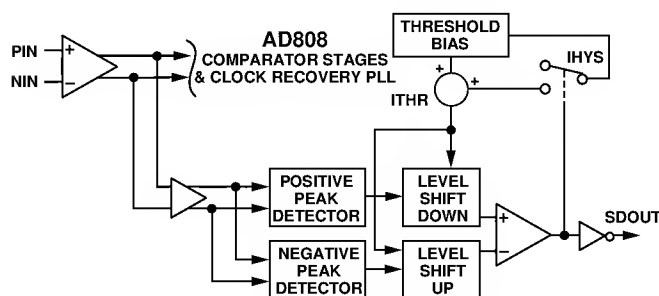 PIN
NIN
+
−
AD808
COMPARATOR STAGES
& CLOCK RECOVERY PLL
THRESHOLD
BIAS
+
+
ITHR
IHYS
POSITIVE
PEAK
DETECTOR
LEVEL
SHIFT
DOWN
NEGATIVE
PEAK
DETECTOR
LEVEL
SHIFT
UP
+
−
SDOUT